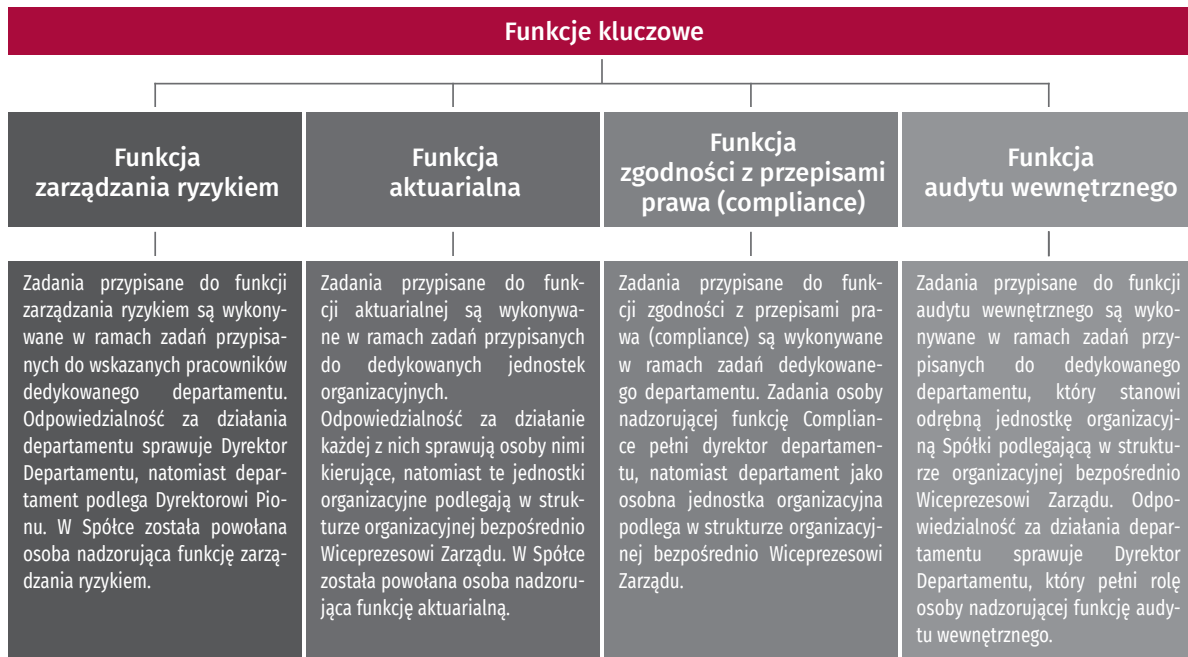 Funkcje kluczowe
Funkcja
zarządzania ryzykiem
Funkcja
aktuarialna
Funkcja
zgodności z przepisami
prawa (compliance)
Funkcja
audytu wewnętrznego
Zadania przypisane do funkcji
zarządzania ryzykiem są wykony-
wane w ramach zadań przypisa-
nych do wskazanych pracowników
dedykowanego departamentu.
Odpowiedzialność za działania
departamentu sprawuje Dyrektor
Departamentu, natomiast depar-
tament podlega Dyrektorowi Pio-
nu. W Spółce została powołana
osoba nadzorująca funkcję zarzą-
dzania ryzykiem.
Zadania przypisane do funk-
cji aktuarialnej są wykonywa-
ne w ramach zadań przypisanych
do dedykowanych jednostek
organizacyjnych.
Odpowiedzialność za działanie
każdej z nich sprawują osoby nimi
kierujące, natomiast te jednostki
organizacyjne podlegają w struk-
turze organizacyjnej bezpośrednio
Wiceprezesowi Zarządu. W Spółce
została powołana osoba nadzoru-
jąca funkcję aktuarialną.
Zadania przypisane do funk-
cji zgodności z przepisami pra-
wa (compliance) są wykonywane
w ramach zadań dedykowane-
go departamentu. Zadania osoby
nadzorującej funkcję Complian-
ce pełni dyrektor departamen-
tu, natomiast departament jako
osobna jednostka organizacyjna
podlega w strukturze organizacyj-
nej bezpośrednio Wiceprezesowi
Zarządu.
Zadania przypisane do funkcji
audytu wewnętrznego są wyko-
nywane w ramach zadań przy-
pisanych do dedykowanego
departamentu, który stanowi
odrębną jednostkę organizacyj-
ną Spółki podlegającą w struktu-
rze organizacyjnej bezpośrednio
Wiceprezesowi Zarządu. Odpo-
wiedzialność za działania depar-
tamentu sprawuje Dyrektor
Departamentu, który pełni rolę
osoby nadzorującej funkcję audy-
tu wewnętrznego.